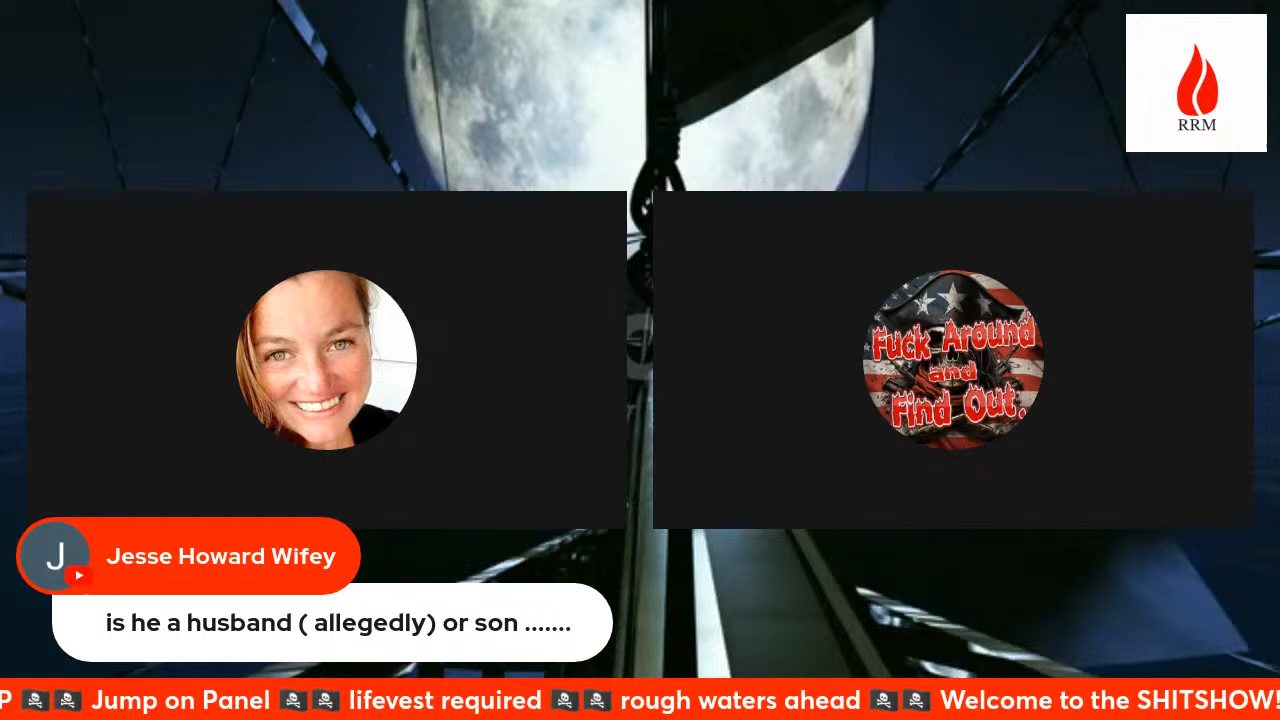 RRM
Fuck Around
and
Find Out.
J
Jesse Howard Wifey
is he a husband ( allegedly) or son .......
P ☠️☠️ Jump on Panel ☠️☠️ lifevest required ☠️☠️ rough waters ahead ☠️☠️ Welcome to the SHITSHOW!